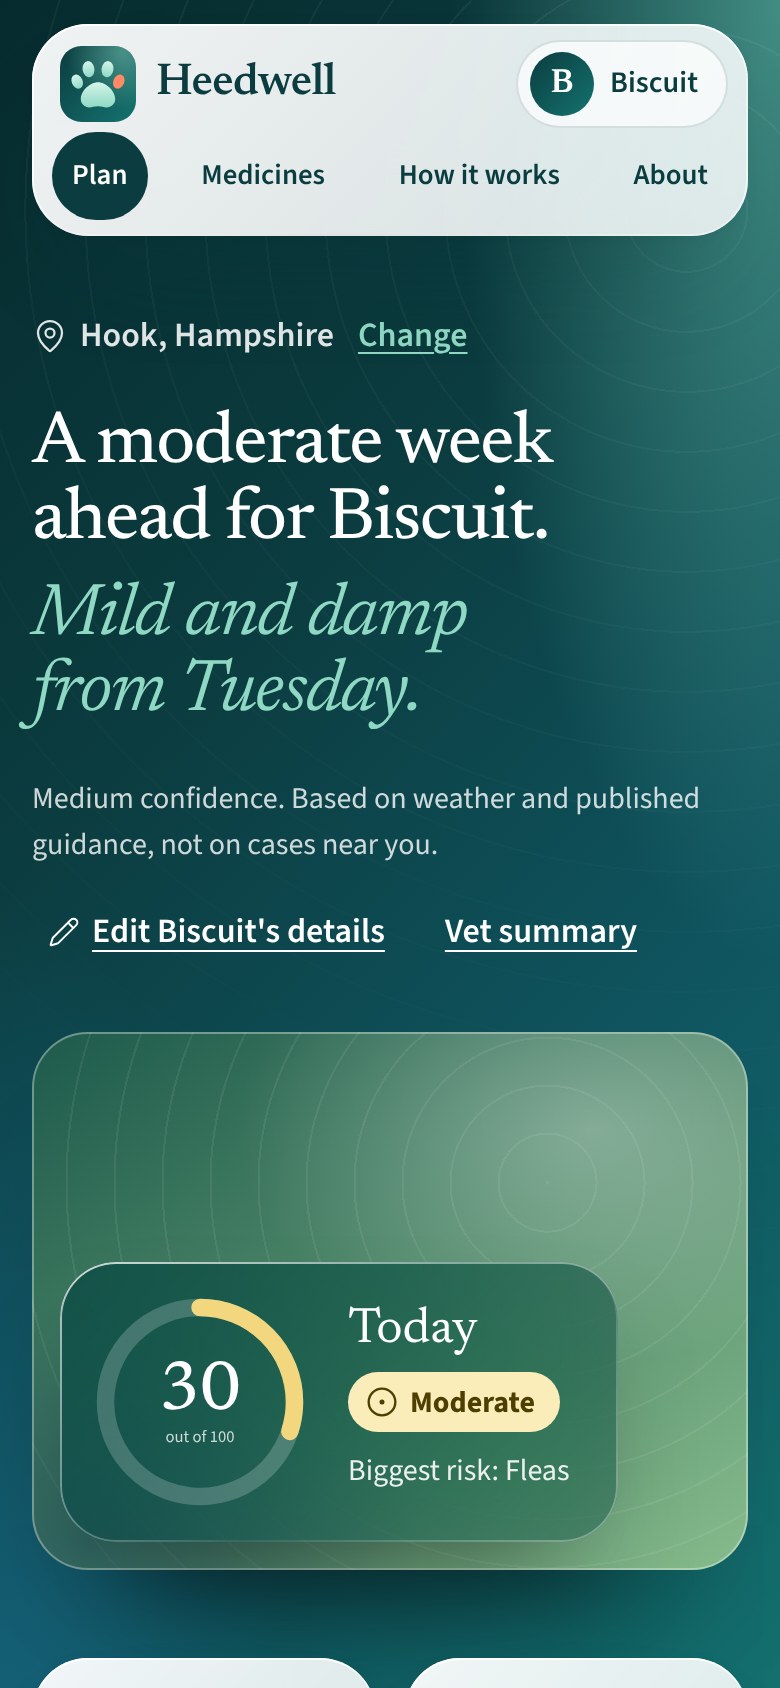 Heedwell
B
Biscuit
Plan
Medicines
How it works
About
Hook, Hampshire
Change
A moderate week
ahead for Biscuit.
Mild and damp
from Tuesday.
Medium confidence. Based on weather and published
guidance, not on cases near you.
Edit Biscuit's details
Vet summary
30
out of 100
Today
Moderate
Biggest risk: Fleas